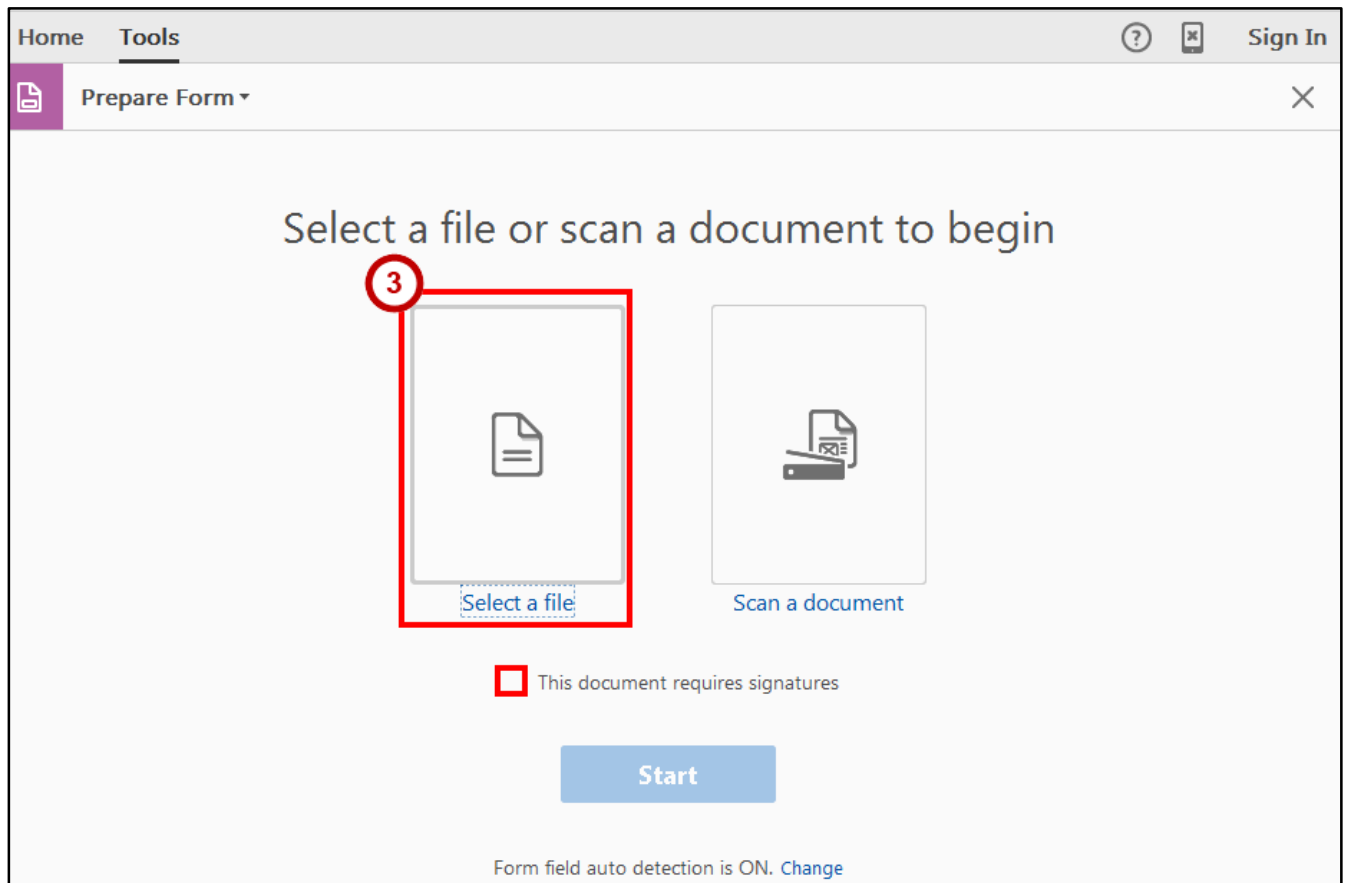 Home Tools Sign In
Prepare Form
Select a file or scan a document to begin
3
Select a file Scan a document
This document requires signatures
Start
Form field auto detection is ON. Change